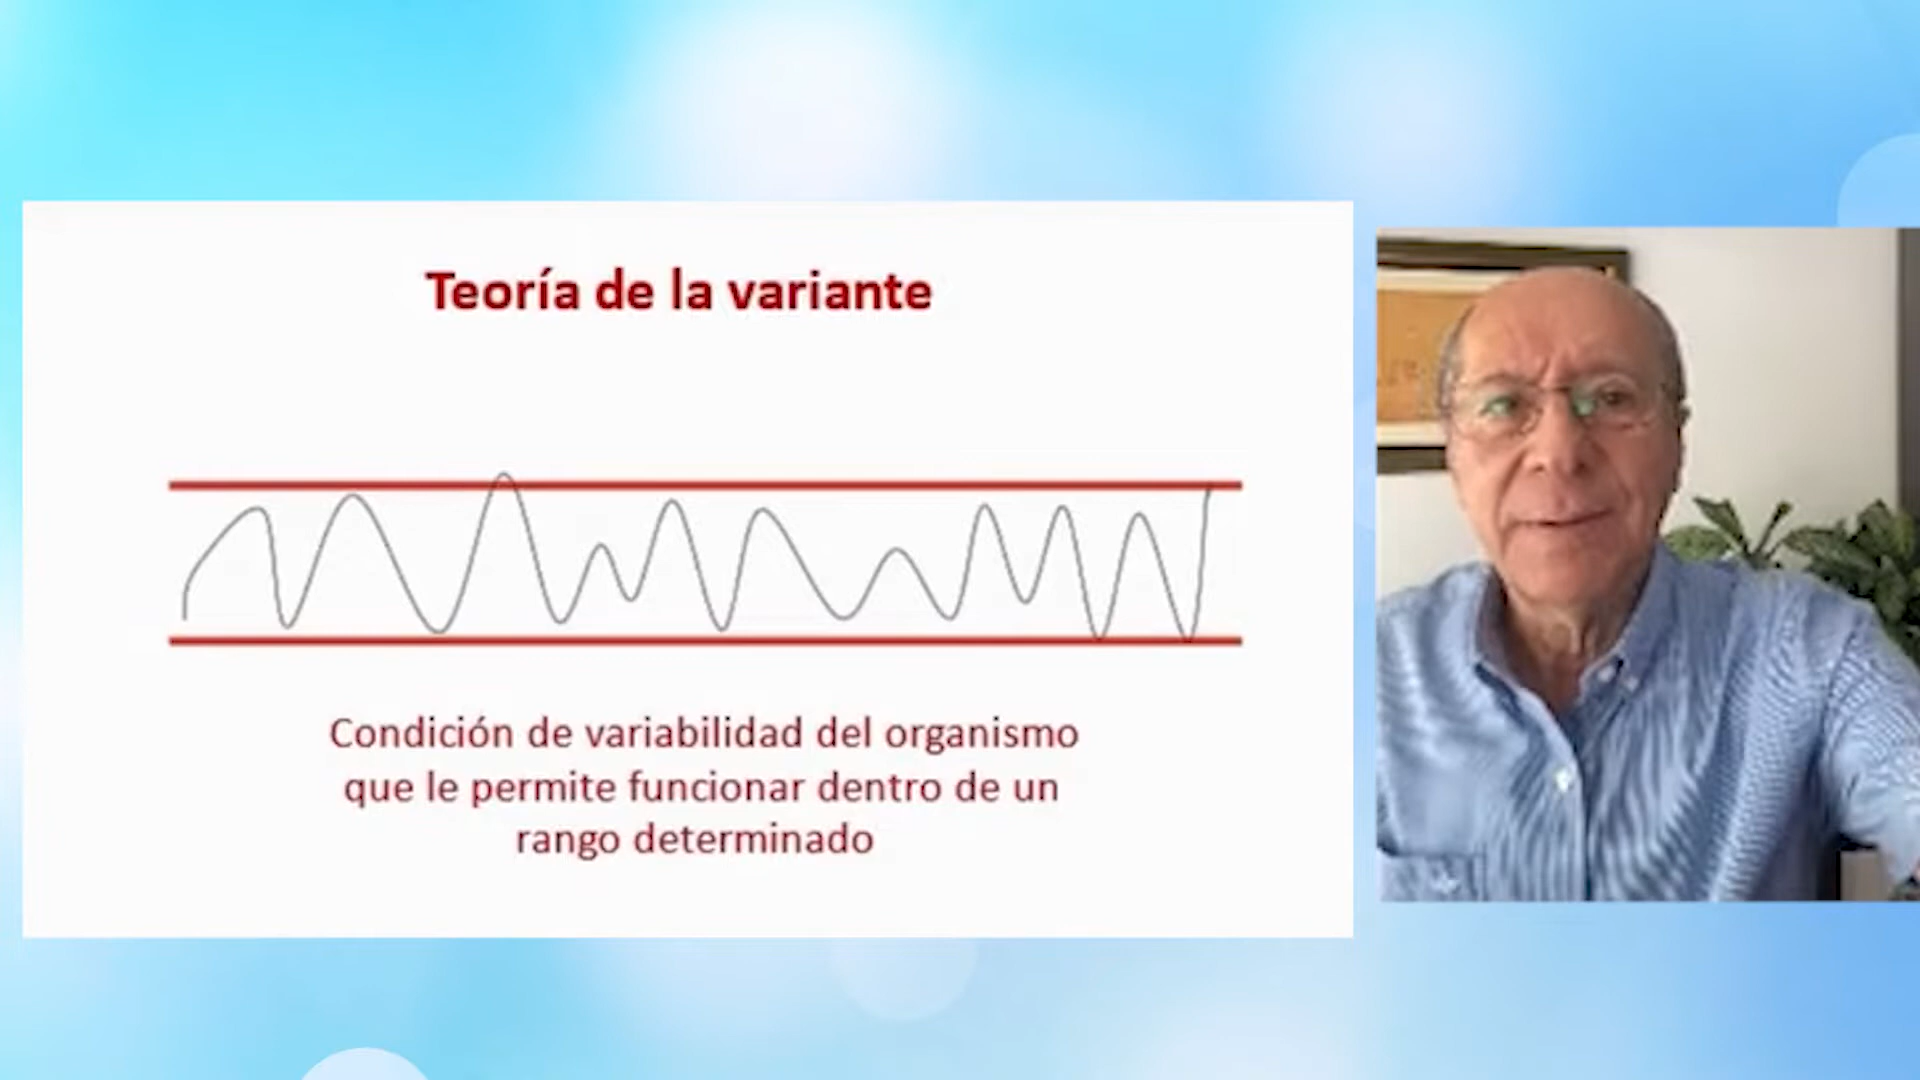 Teoría de la variante
Condición de variabilidad del organismo
que le permite funcionar dentro de un
rango determinado